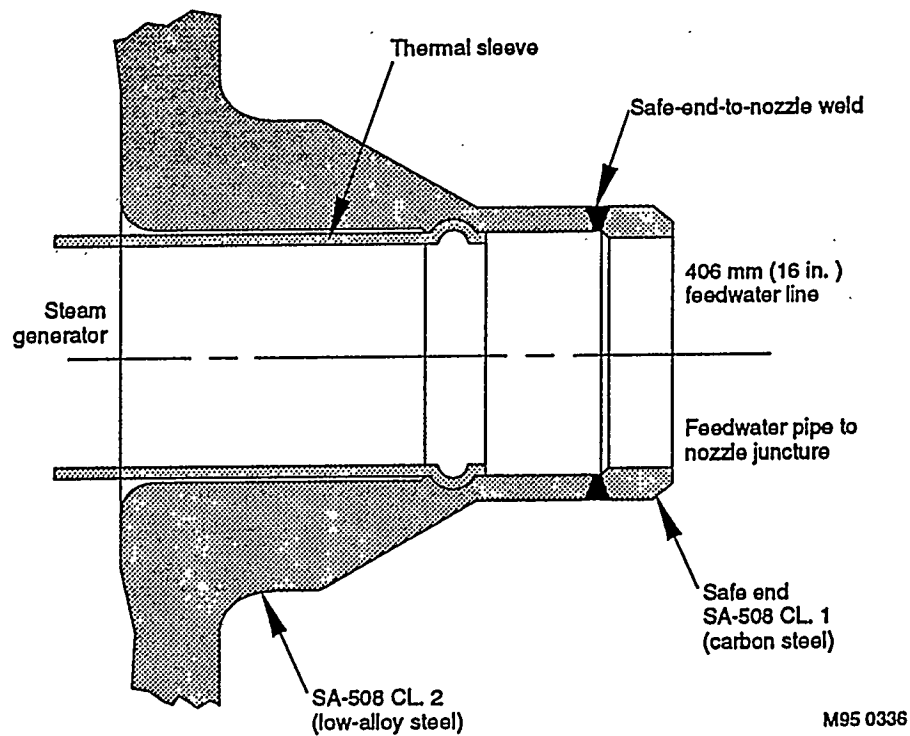 Thermal sleeve
Safe-end-to-nozzle weld
406 mm (16 in. )
feedwater line
Steam
generator
Feedwater pipe to
nozzle juncture
Safe end
SA-508 CL. 1
(carbon steel)
SA-508 CL. 2
(low-alloy steel)
M95 0336